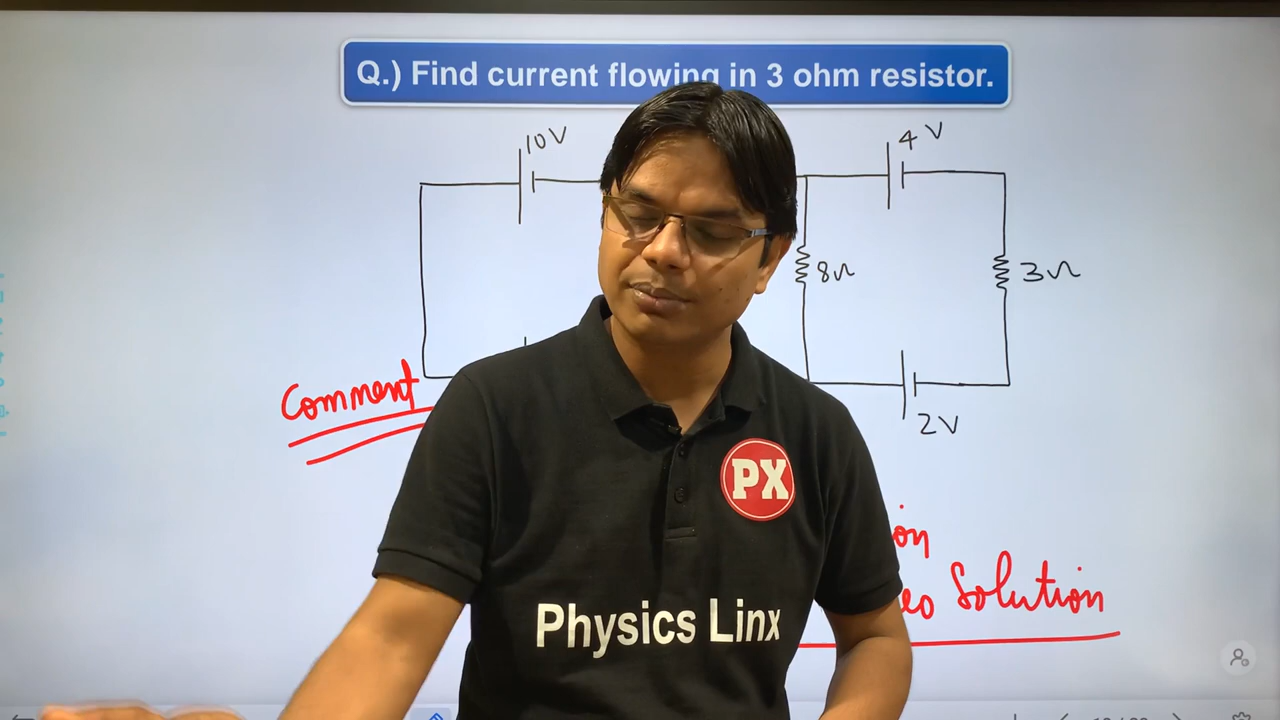 Q.) Find current flowing in 3 ohm resistor.
10V
4V
8Ω
3Ω
Comment
2V
PX
Solution
Physics Linx